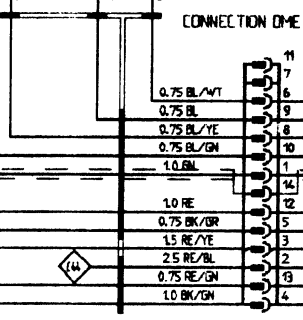 CONNECTION DME
11
7
0.75 BL/WT 6
0.75 BL 9
0.75 BL/YE 8
0.75 BL/GN 10
1.0 GN 1
14
1.0 RE 12
0.75 BK/GR 5
1.5 RE/YE 3
2.5 RE/BL 2
0.75 RE/GN 13
1.0 BK/GN 4